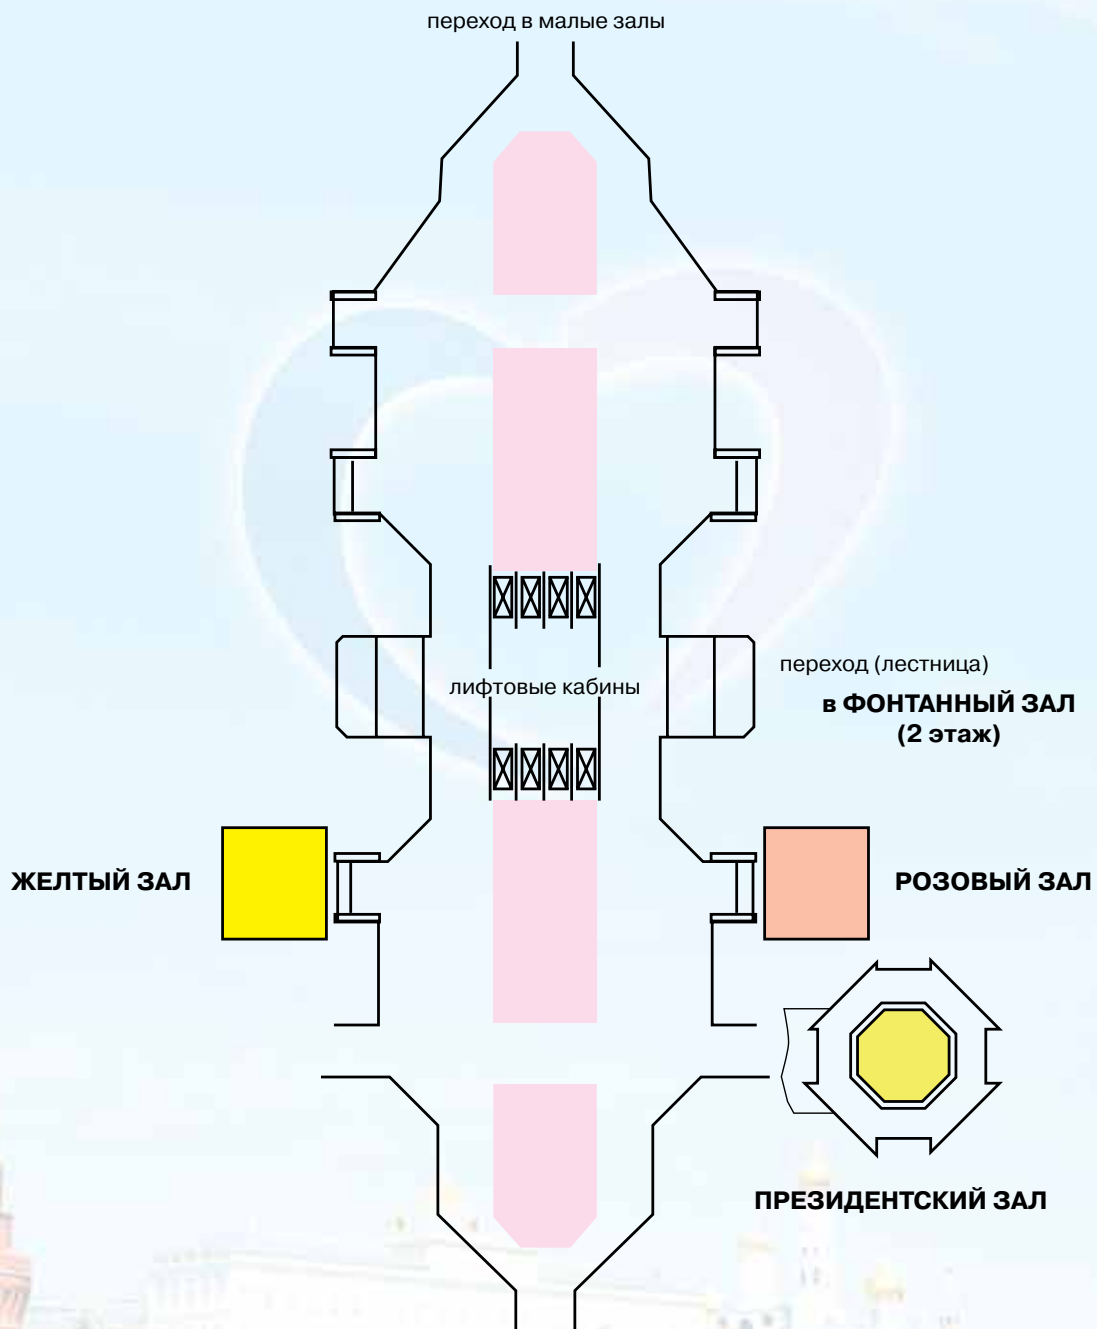 переход в малые залы
переход (лестница)
в ФОНТАННЫЙ ЗАЛ
(2 этаж)
лифтовые кабины
ЖЕЛТЫЙ ЗАЛ
РОЗОВЫЙ ЗАЛ
ПРЕЗИДЕНТСКИЙ ЗАЛ